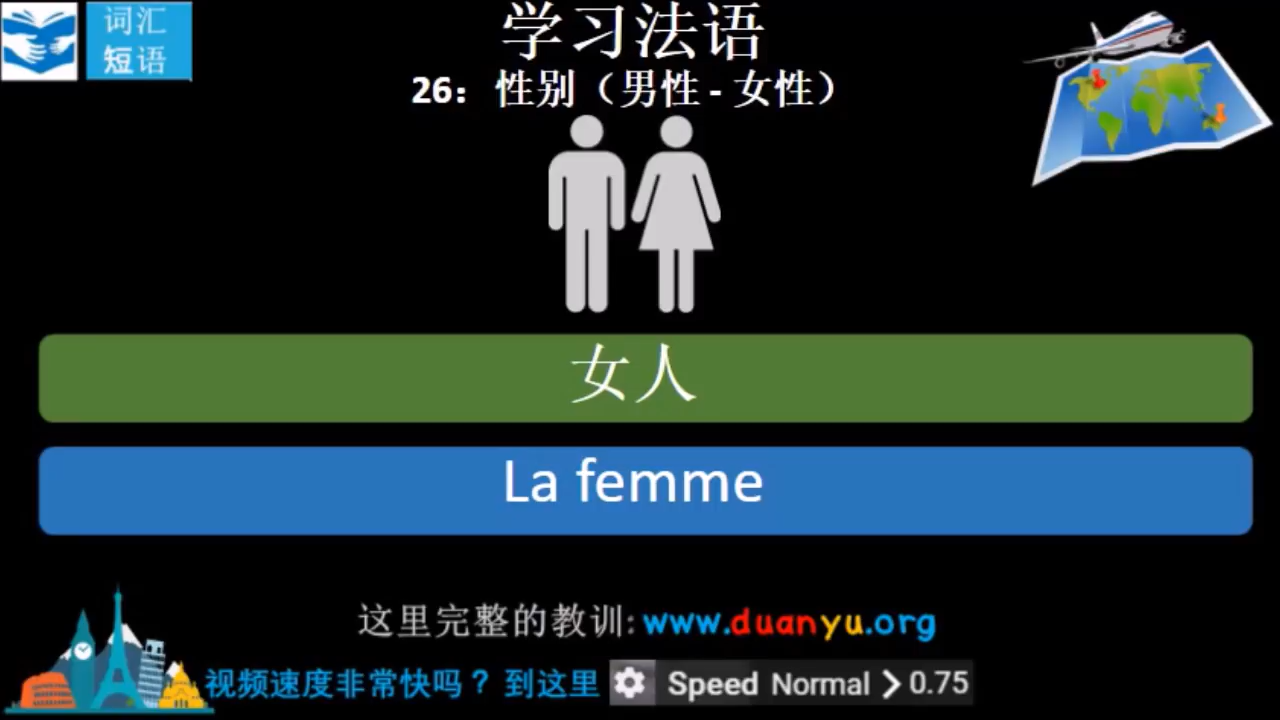 词汇
短语
学习法语
26：性别（男性 - 女性）
女人
La femme
这里完整的教训: www.duanyu.org
视频速度非常快吗？ 到这里 Speed Normal > 0.75